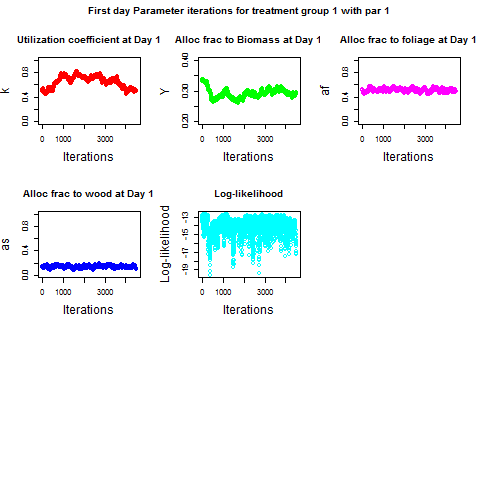 First day Parameter iterations for treatment group 1 with par 1
Utilization coefficient at Day 1
k
0.0 0.4 0.8
0 1000 3000
Iterations
Alloc frac to Biomass at Day 1
Y
0.20 0.30 0.40
0 1000 3000
Iterations
Alloc frac to foliage at Day 1
af
0.0 0.4 0.8
0 1000 3000
Iterations
Alloc frac to wood at Day 1
as
0.0 0.4 0.8
0 1000 3000
Iterations
Log-likelihood
Log-likelihood
-19 -17 -15 -13
0 1000 3000
Iterations